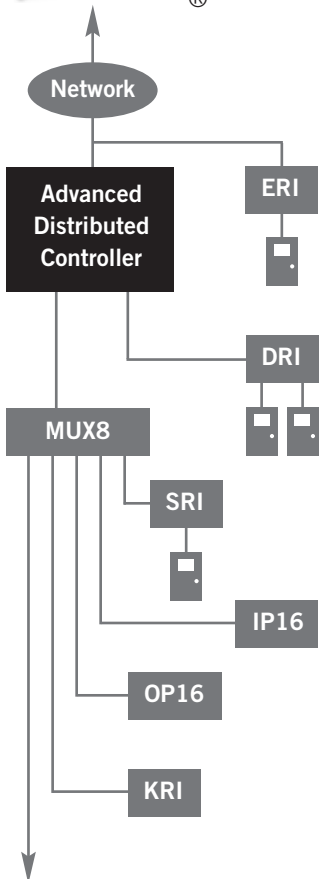 ®
Network
Advanced
Distributed
Controller
ERI
DRI
MUX8
SRI
IP16
OP16
KRI